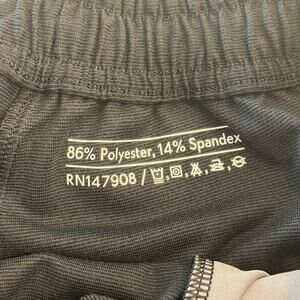 86% Polyester, 14% Spandex
RN147908 /